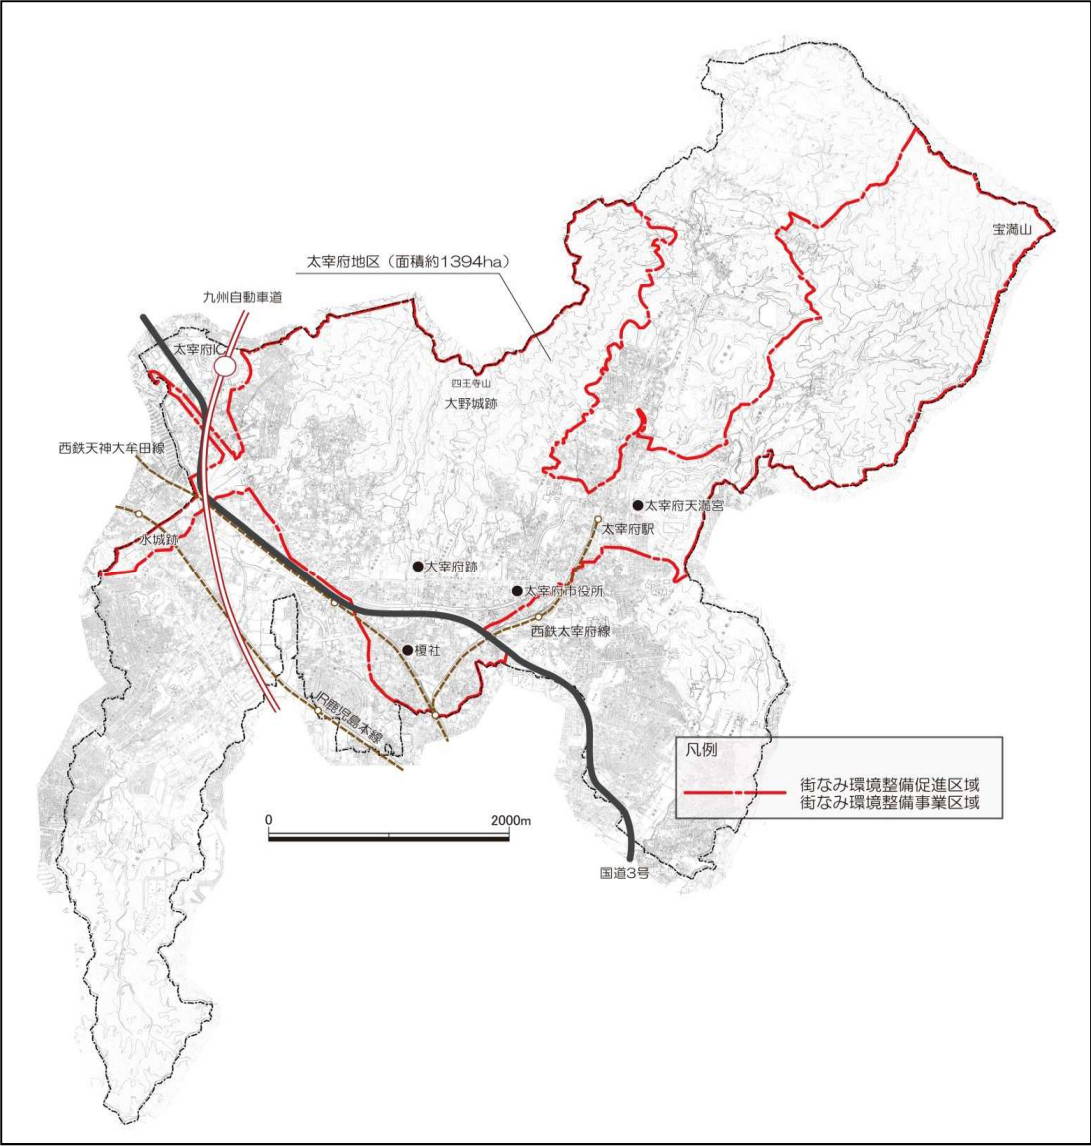 宝満山
太宰府地区（面積約1394ha）
九州自動車道
太宰府IC
四王寺山
大野城跡
西鉄天神大牟田線
太宰府天満宮
太宰府駅
水城跡
大宰府跡
太宰府市役所
西鉄太宰府線
榎社
JR鹿児島本線
凡例
街なみ環境整備促進区域
街なみ環境整備事業区域
0
2000m
国道3号